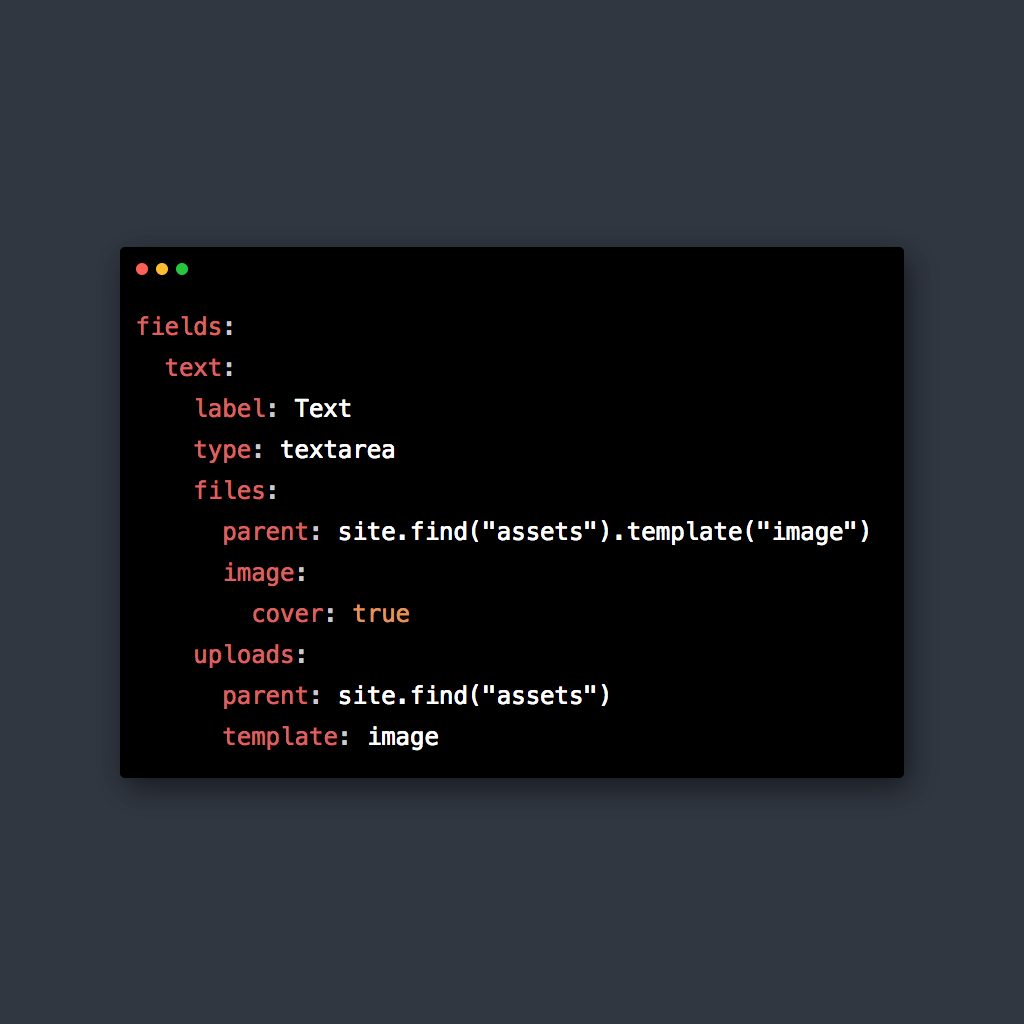 fields:
  text:
    label: Text
    type: textarea
    files:
      parent: site.find("assets").template("image")
      image:
        cover: true
    uploads:
      parent: site.find("assets")
      template: image